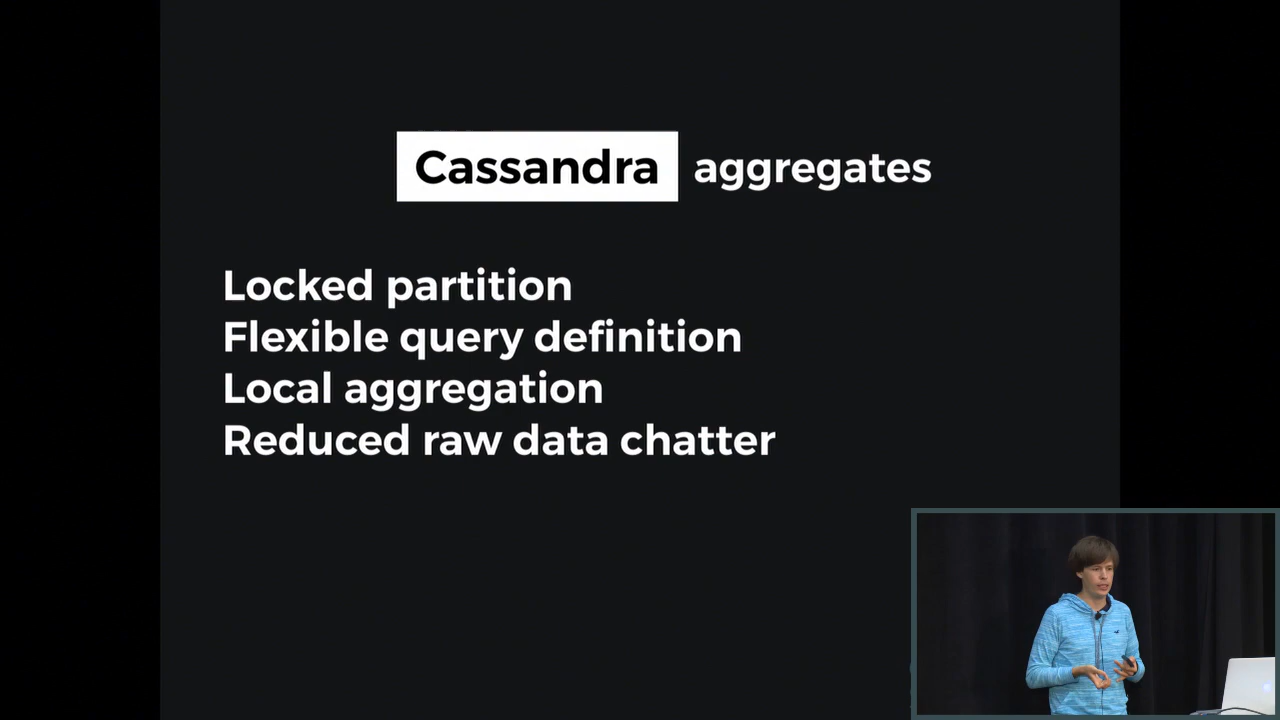 Cassandra aggregates
Locked partition
Flexible query definition
Local aggregation
Reduced raw data chatter